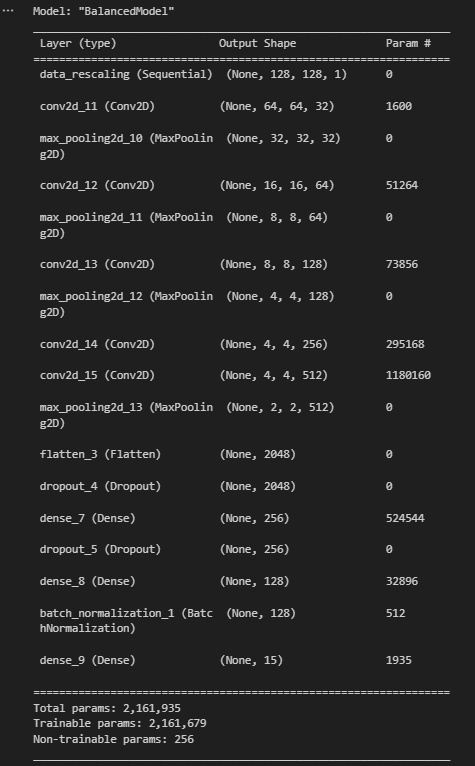 ...
Model: "BalancedModel"
Layer (type) Output Shape Param #
=================================================================
data_rescaling (Sequential) (None, 128, 128, 1) 0
conv2d_11 (Conv2D) (None, 64, 64, 32) 1600
max_pooling2d_10 (MaxPoolin (None, 32, 32, 32) 0
g2D)
conv2d_12 (Conv2D) (None, 16, 16, 64) 51264
max_pooling2d_11 (MaxPoolin (None, 8, 8, 64) 0
g2D)
conv2d_13 (Conv2D) (None, 8, 8, 128) 73856
max_pooling2d_12 (MaxPoolin (None, 4, 4, 128) 0
g2D)
conv2d_14 (Conv2D) (None, 4, 4, 256) 295168
conv2d_15 (Conv2D) (None, 4, 4, 512) 1180160
max_pooling2d_13 (MaxPoolin (None, 2, 2, 512) 0
g2D)
flatten_3 (Flatten) (None, 2048) 0
dropout_4 (Dropout) (None, 2048) 0
dense_7 (Dense) (None, 256) 524544
dropout_5 (Dropout) (None, 256) 0
dense_8 (Dense) (None, 128) 32896
batch_normalization_1 (Batc (None, 128) 512
hNormalization)
dense_9 (Dense) (None, 15) 1935
=================================================================
Total params: 2,161,935
Trainable params: 2,161,679
Non-trainable params: 256